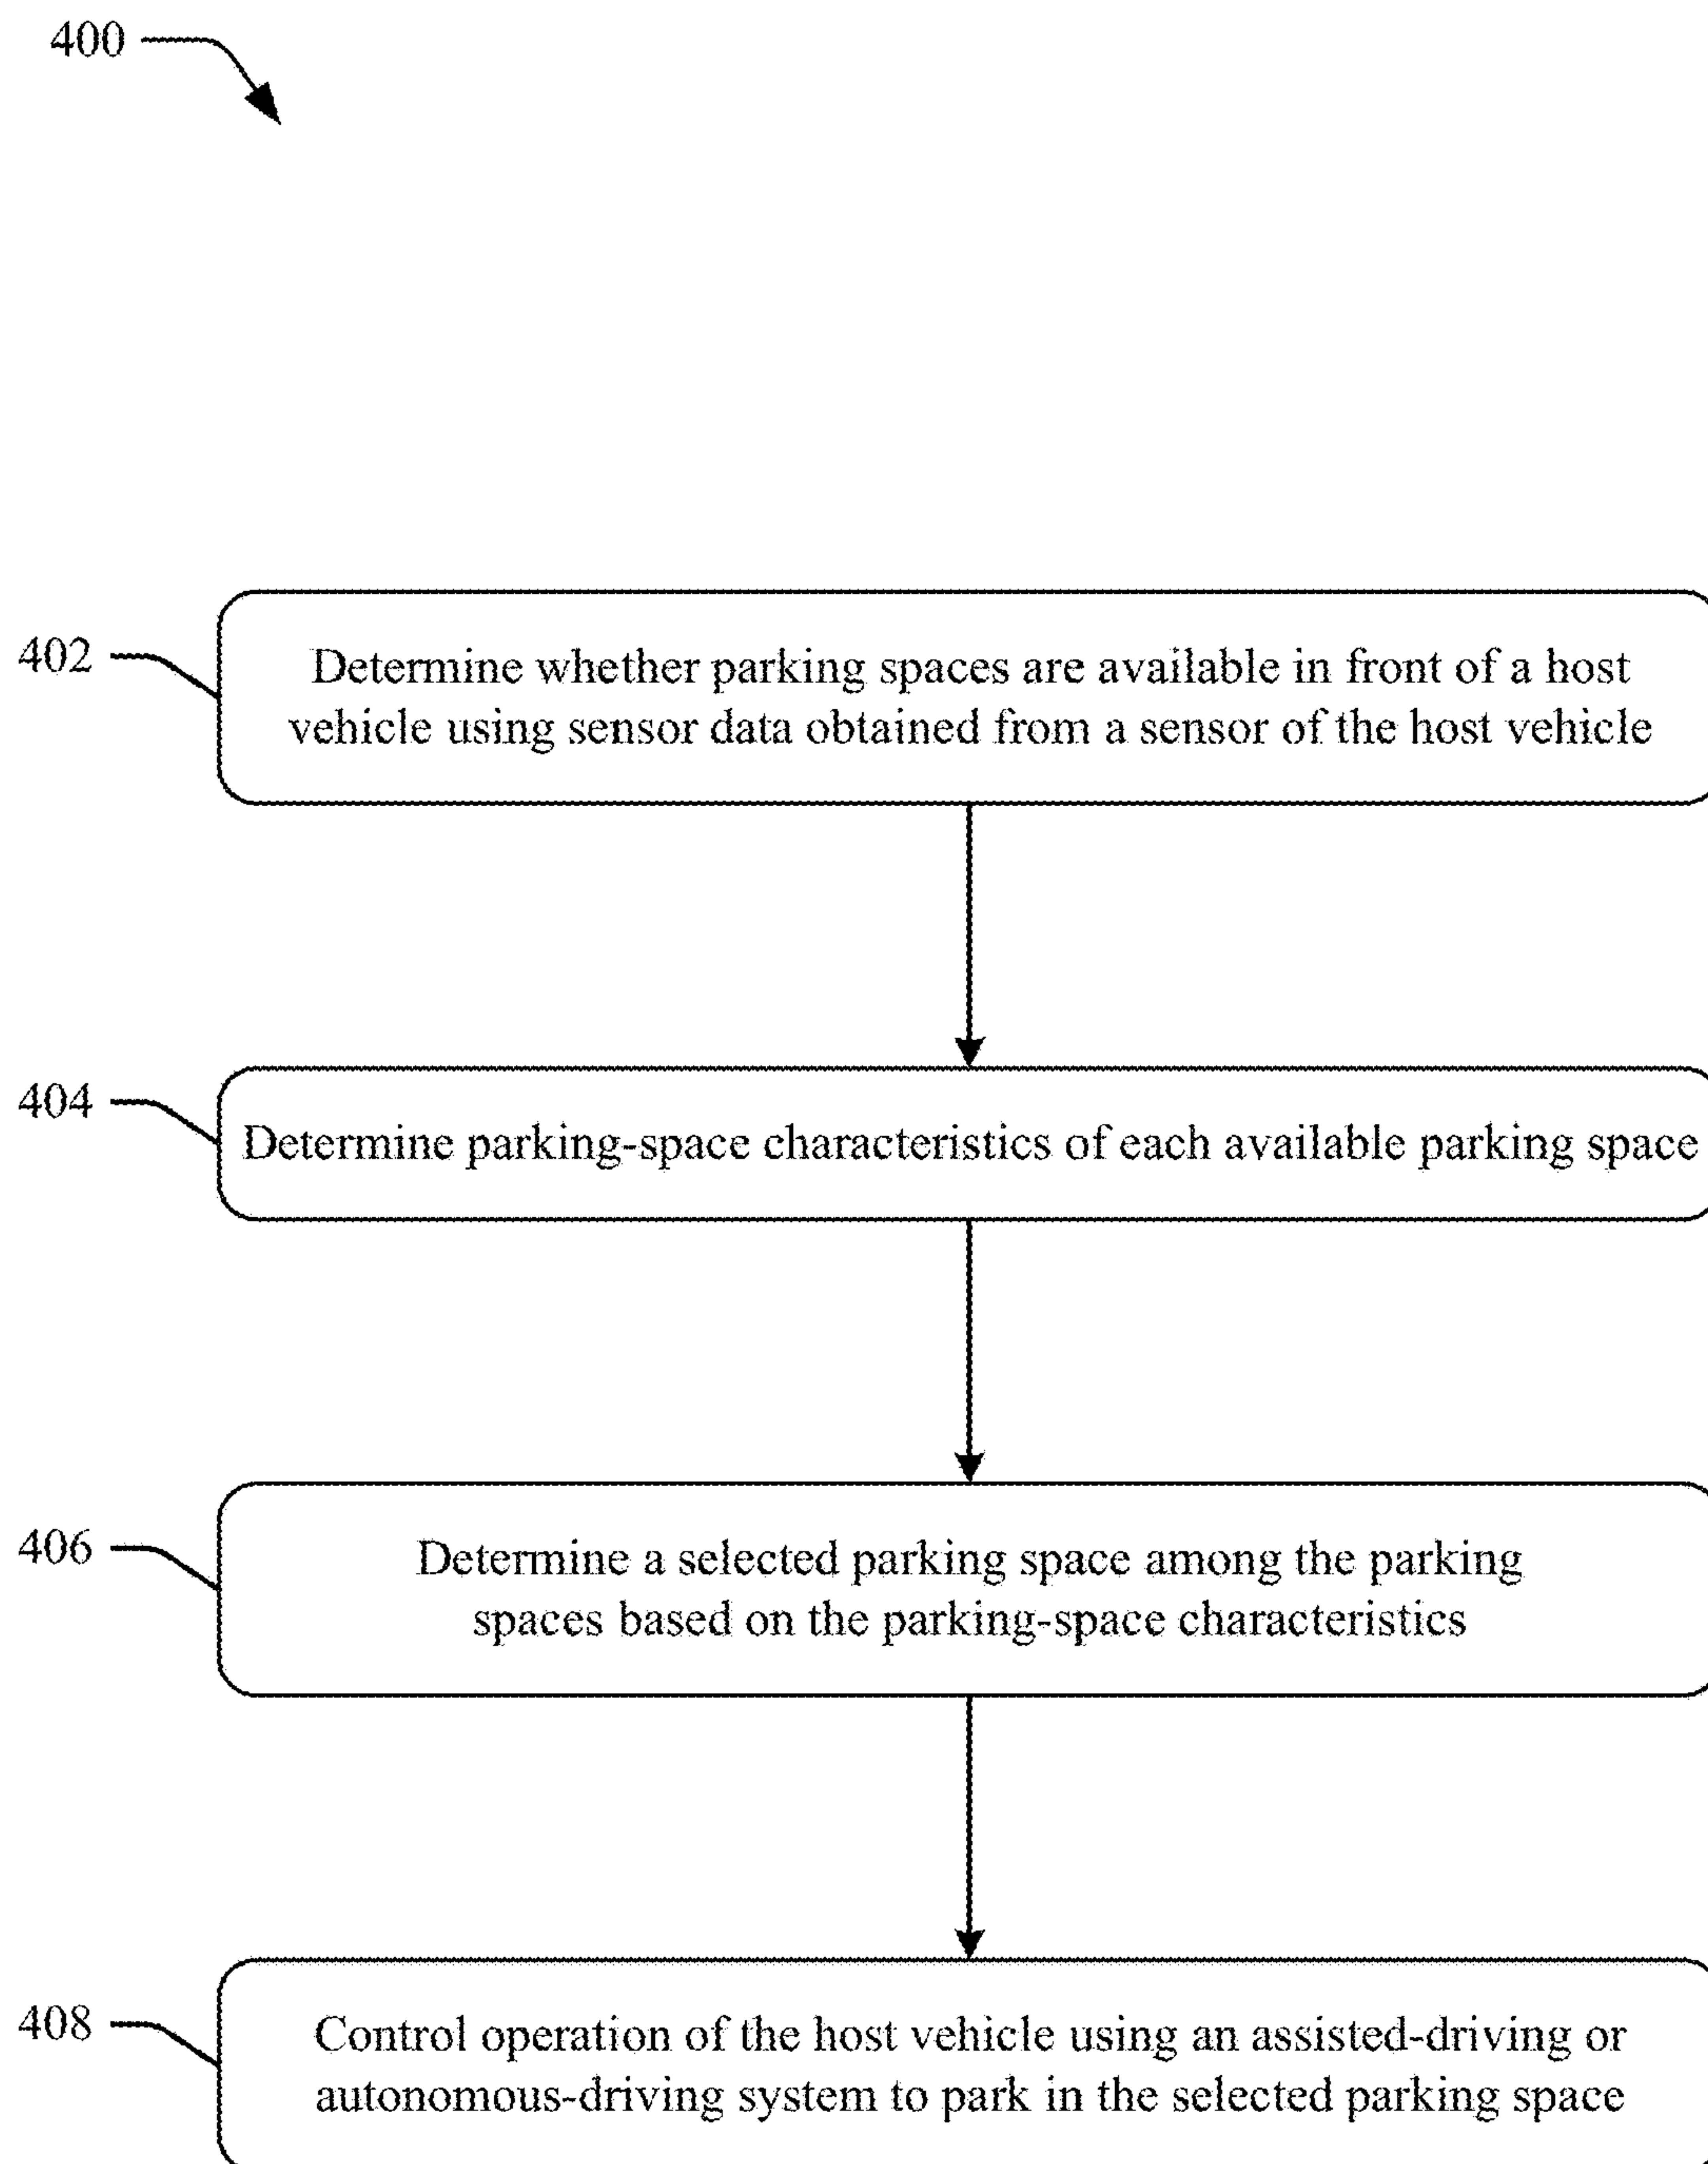 400
402
Determine whether parking spaces are available in front of a host
vehicle using sensor data obtained from a sensor of the host vehicle
404
Determine parking-space characteristics of each available parking space
406
Determine a selected parking space among the parking
spaces based on the parking-space characteristics
408
Control operation of the host vehicle using an assisted-driving or
autonomous-driving system to park in the selected parking space